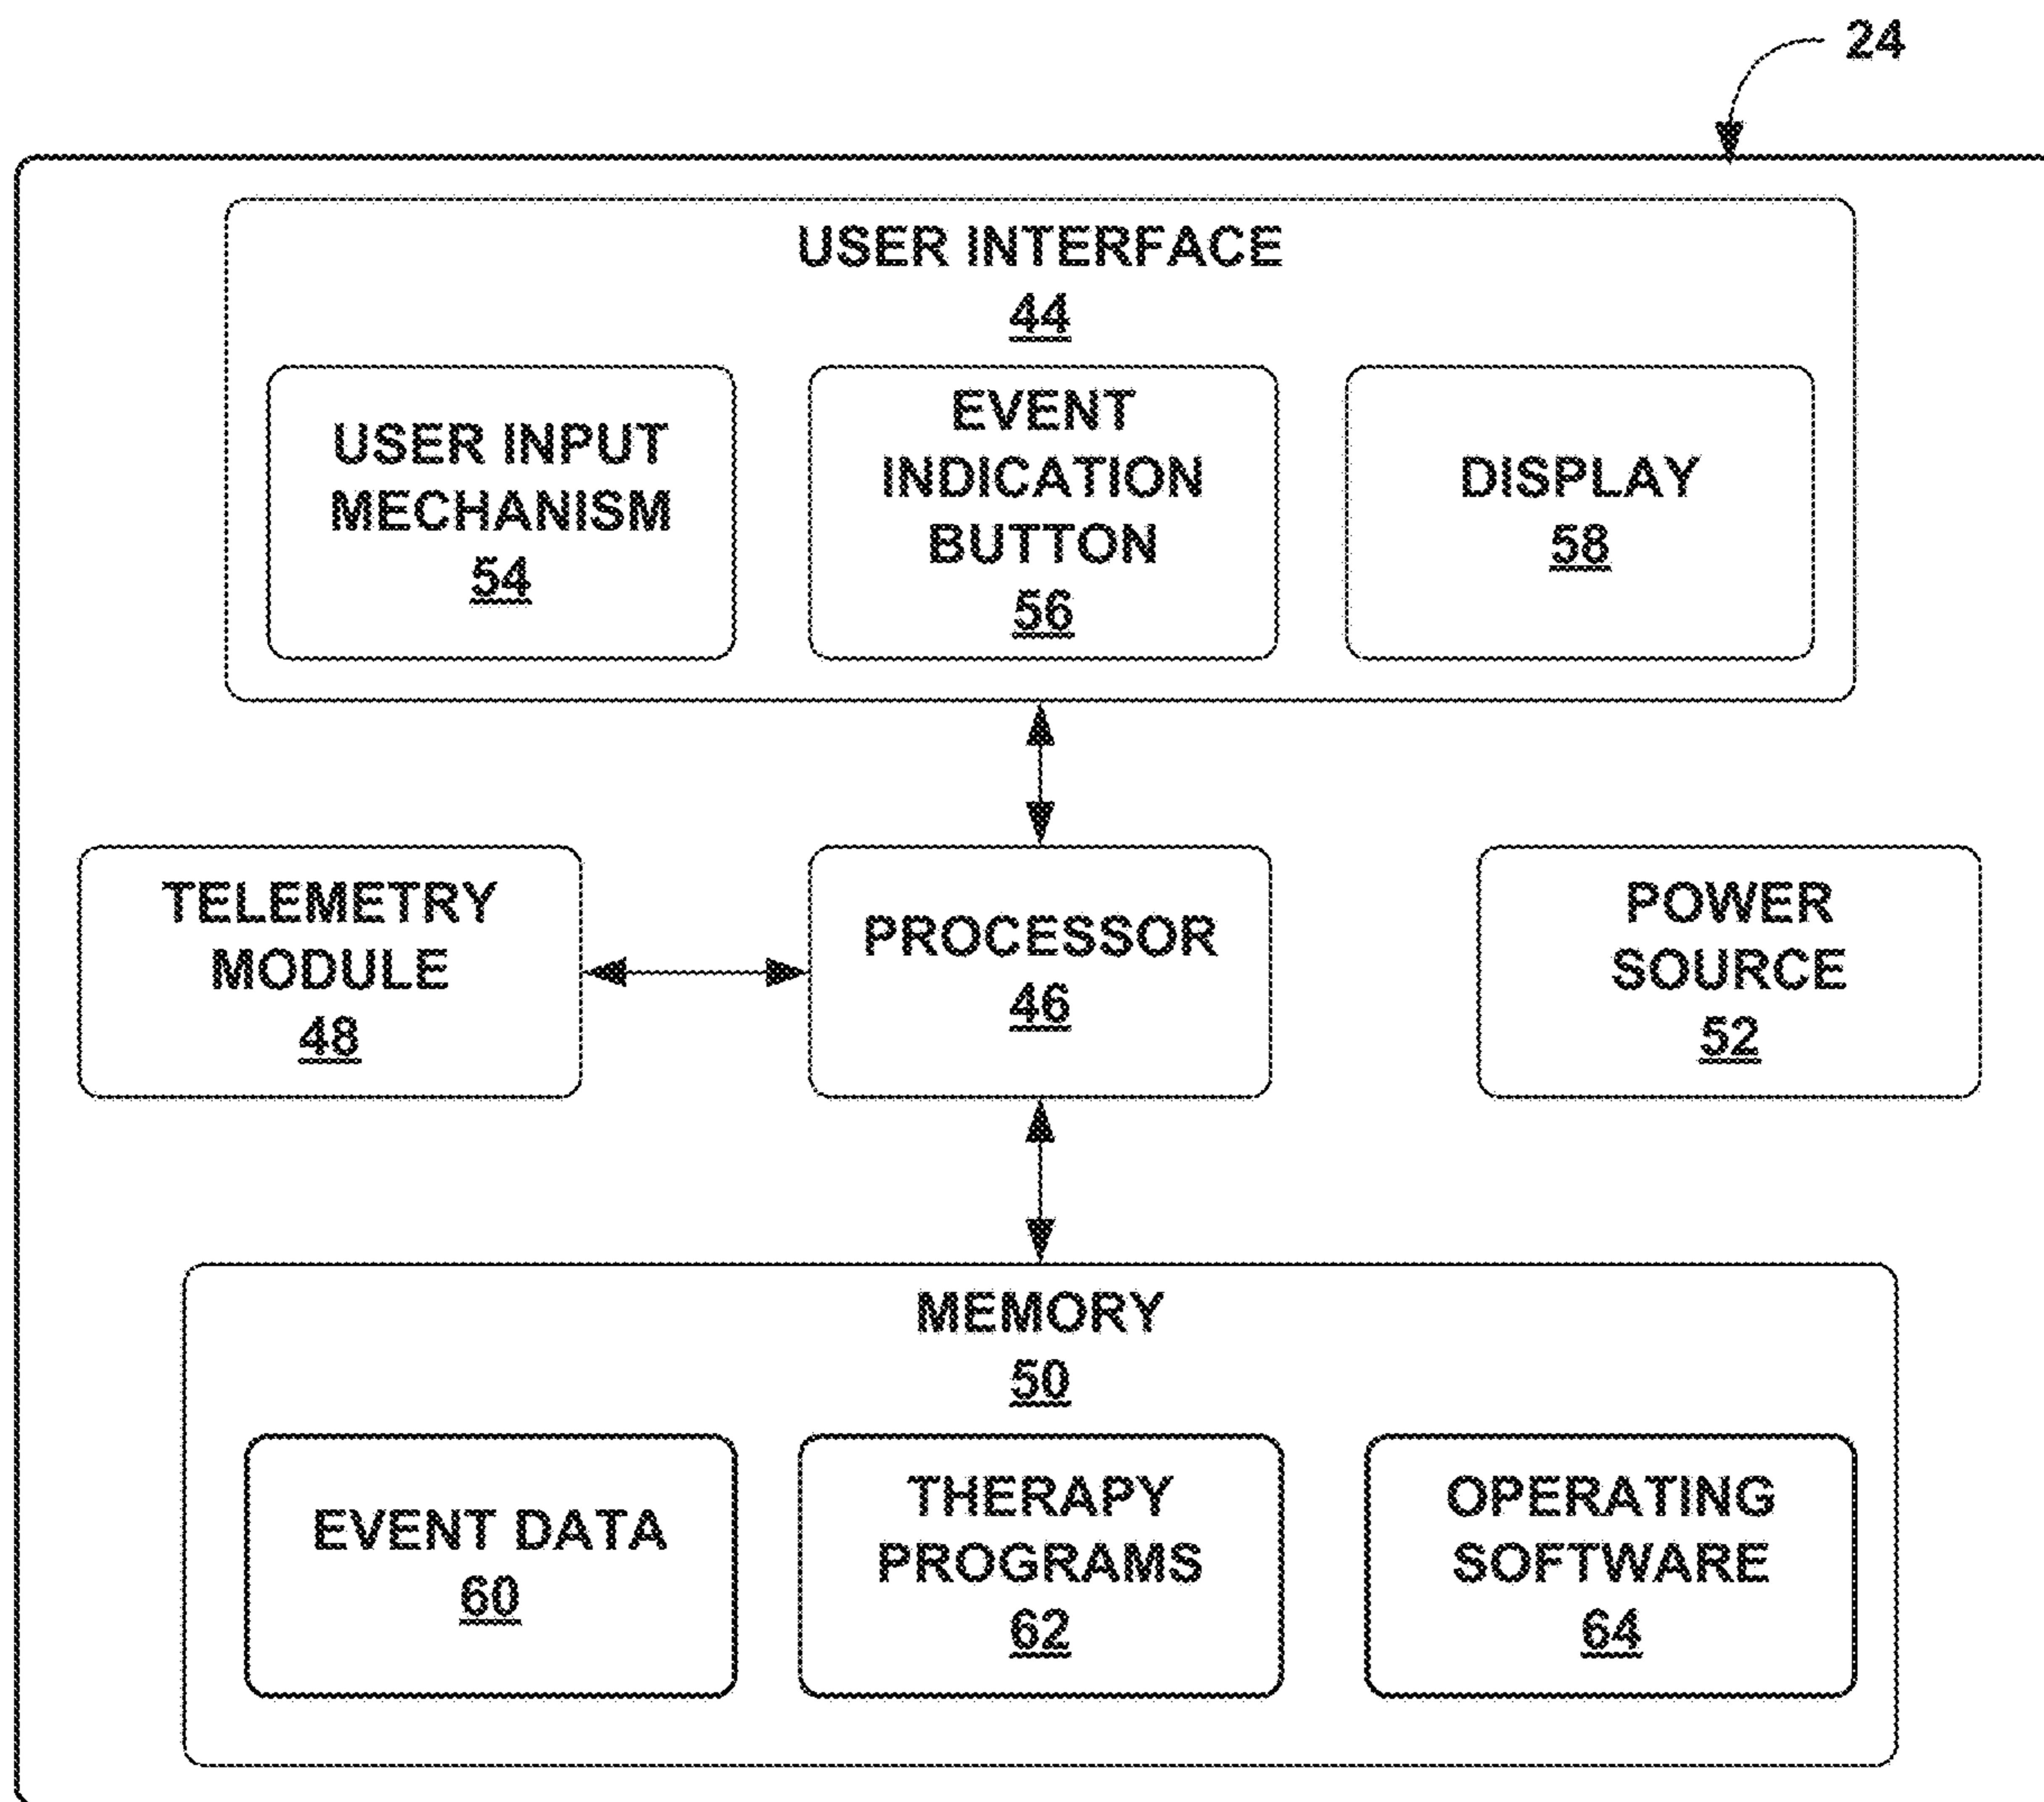 24
USER INTERFACE
44
USER INPUT
MECHANISM
54
EVENT
INDICATION
BUTTON
56
DISPLAY
58
TELEMETRY
MODULE
48
PROCESSOR
46
POWER
SOURCE
52
MEMORY
50
EVENT DATA
60
THERAPY
PROGRAMS
62
OPERATING
SOFTWARE
64